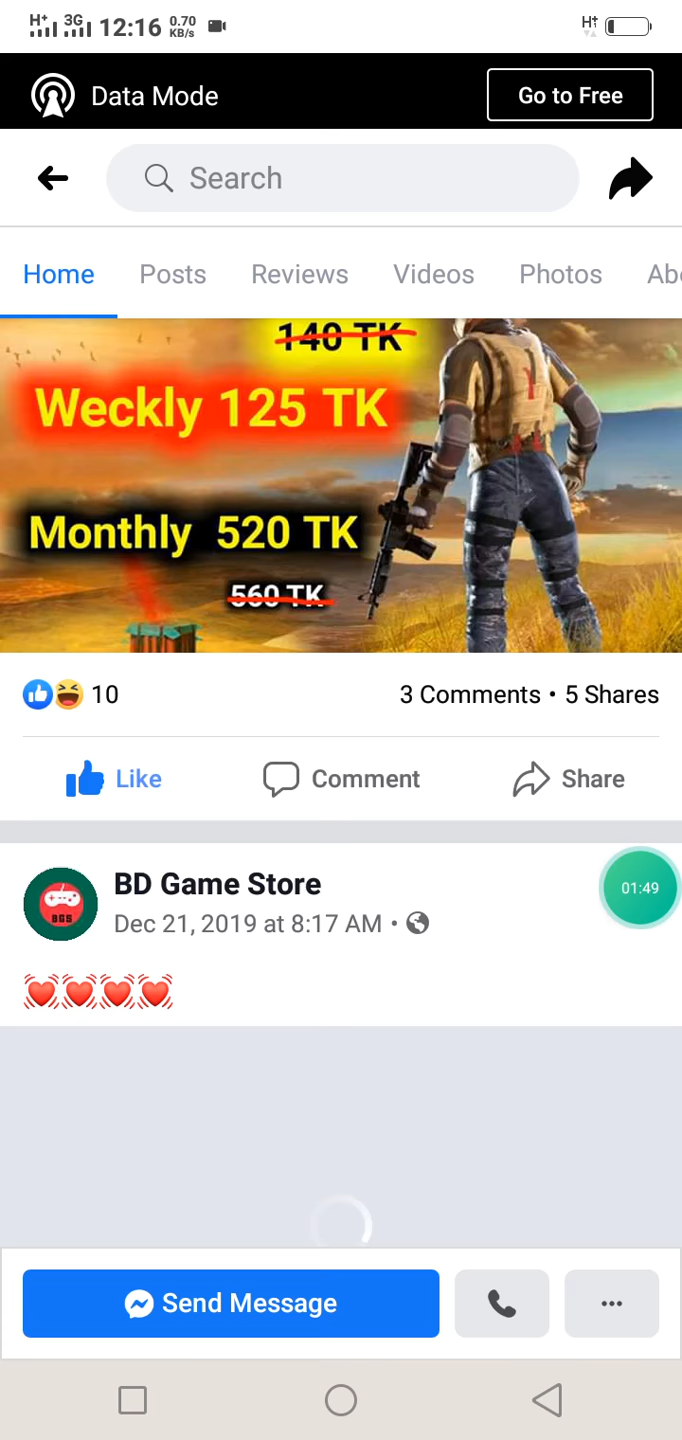 H+ 3G 12:16 0.70 KB/s
H+
Data Mode
Go to Free
Search
Home Posts Reviews Videos Photos Abo
140 TK
Weckly 125 TK
Monthly 520 TK
560 TK
10
3 Comments • 5 Shares
Like Comment Share
BD Game Store
BGS
01:49
Dec 21, 2019 at 8:17 AM •
💓💓💓💓
Send Message